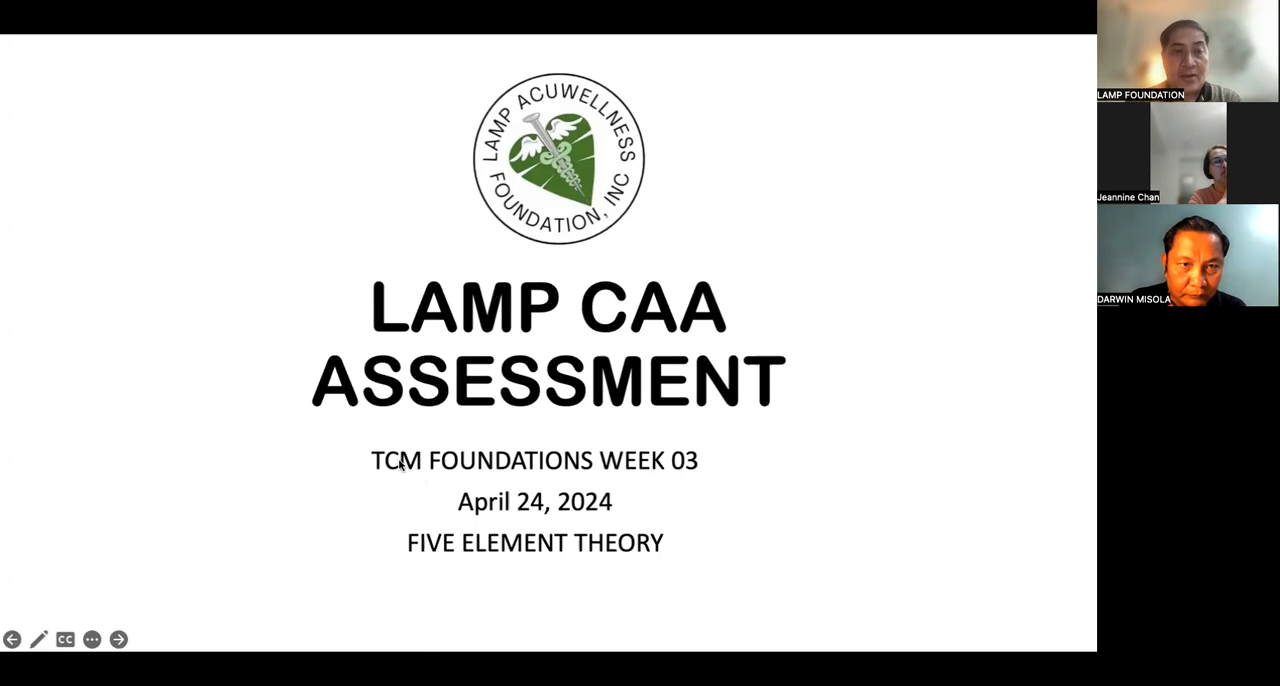 LAMP ACUWELLNESS
FOUNDATION, INC
LAMP CAA
ASSESSMENT
TCM FOUNDATIONS WEEK 03
April 24, 2024
FIVE ELEMENT THEORY
CC
LAMP FOUNDATION
Jeannine Chan
DARWIN MISOLA